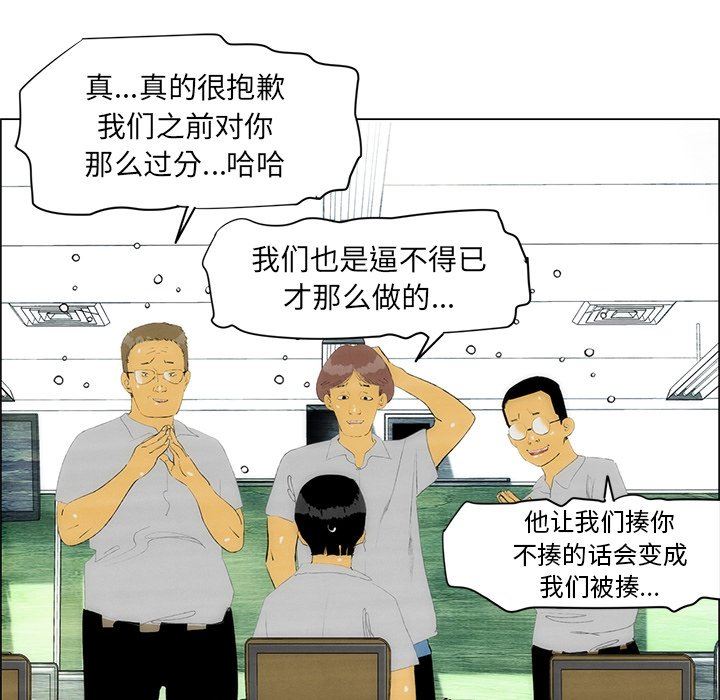 真...真的很抱歉
我们之前对你
那么过分...哈哈
我们也是逼不得已
才那么做的...
他让我们揍你
不揍的话会变成
我们被揍...